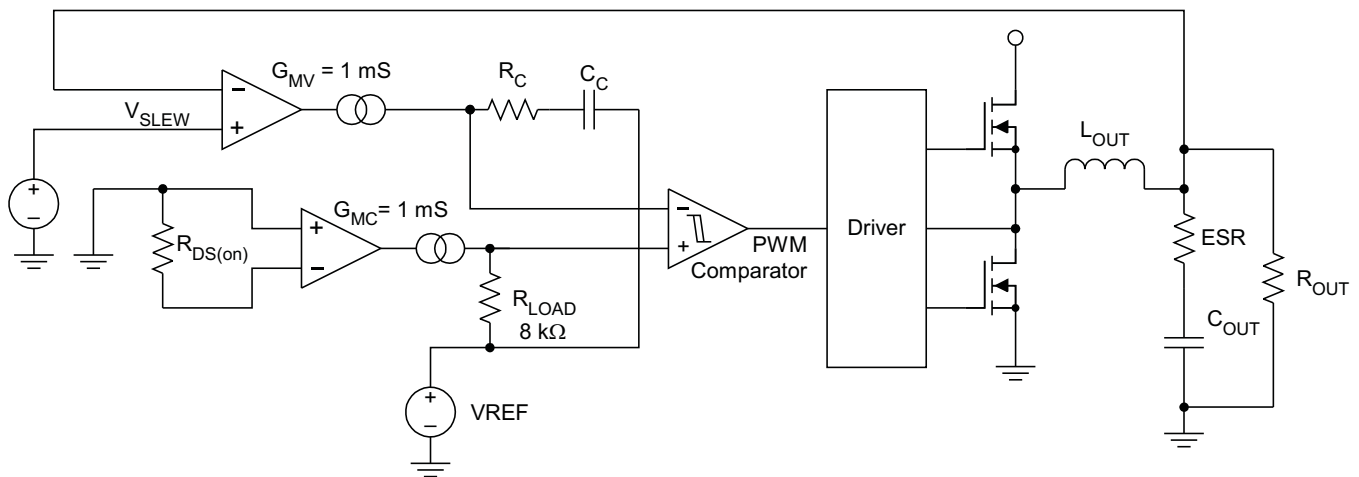 G_MV = 1 mS
R_C
C_C
–
+
V_SLEW
+
–
L_OUT
G_MC = 1 mS
R_DS(on)
+
–
–
+
PWM
Comparator
Driver
ESR
R_OUT
R_LOAD
8 kΩ
C_OUT
+
–
VREF